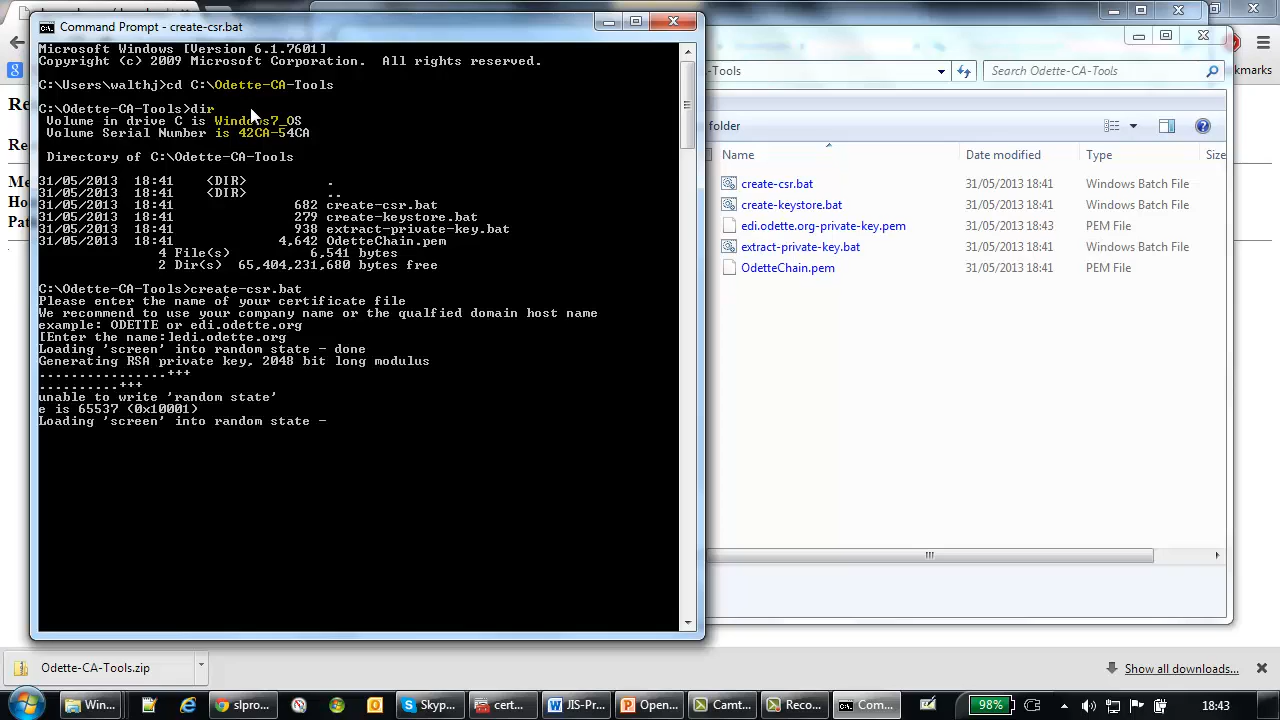 Command Prompt - create-csr.bat
Microsoft Windows [Version 6.1.7601]
Copyright (c) 2009 Microsoft Corporation.  All rights reserved.
C:\Users\walthj>cd C:\Odette-CA-Tools
C:\Odette-CA-Tools>dir
Volume in drive C is Windows7_OS
Volume Serial Number is 42CA-54CA
Directory of C:\Odette-CA-Tools
31/05/2013  18:41    <DIR>          .
31/05/2013  18:41    <DIR>          ..
31/05/2013  18:41               682 create-csr.bat
31/05/2013  18:41               279 create-keystore.bat
31/05/2013  18:41               938 extract-private-key.bat
31/05/2013  18:41             4,642 OdetteChain.pem
4 File(s)          6,541 bytes
2 Dir(s)  65,404,231,680 bytes free
C:\Odette-CA-Tools>create-csr.bat
Please enter the name of your certificate file
We recommend to use your company name or the qualfied domain host name
example: ODETTE or edi.odette.org
[Enter the name:]edi.odette.org
Loading 'screen' into random state - done
Generating RSA private key, 2048 bit long modulus
................+++
..........+++
unable to write 'random state'
e is 65537 (0x10001)
Loading 'screen' into random state -
-Tools
Search Odette-CA-Tools
folder
Name Date modified Type Size
create-csr.bat 31/05/2013 18:41 Windows Batch File
create-keystore.bat 31/05/2013 18:41 Windows Batch File
edi.odette.org-private-key.pem 31/05/2013 18:43 PEM File
extract-private-key.bat 31/05/2013 18:41 Windows Batch File
OdetteChain.pem 31/05/2013 18:41 PEM File
kmarks
Odette-CA-Tools.zip
Show all downloads...
Win... slpro... Skyp... cert... JIS-Pr... Open... Camt... Reco... Com... 98% 18:43